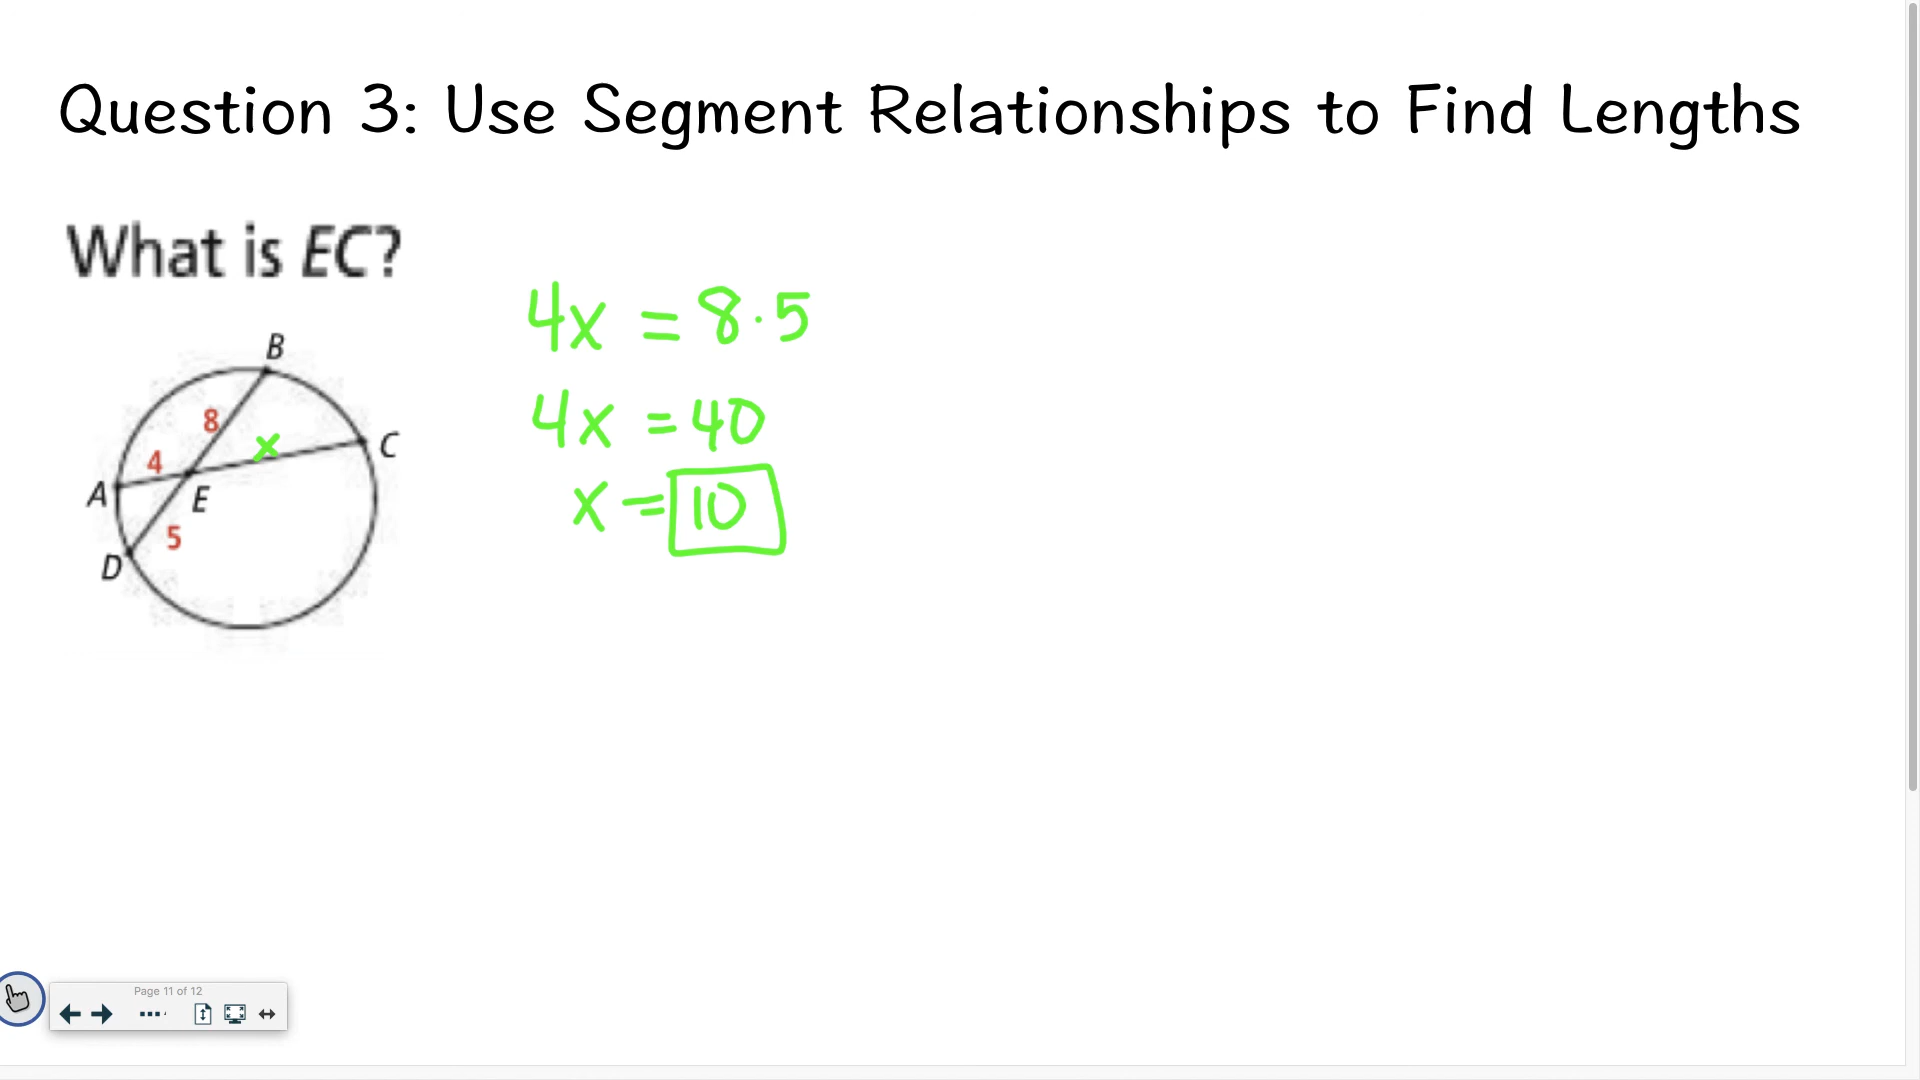 Question 3: Use Segment Relationships to Find Lengths
What is EC?
4x = 8·5
4x = 40
x = 10
B
8
x
C
4
A
E
5
D
Page 11 of 12